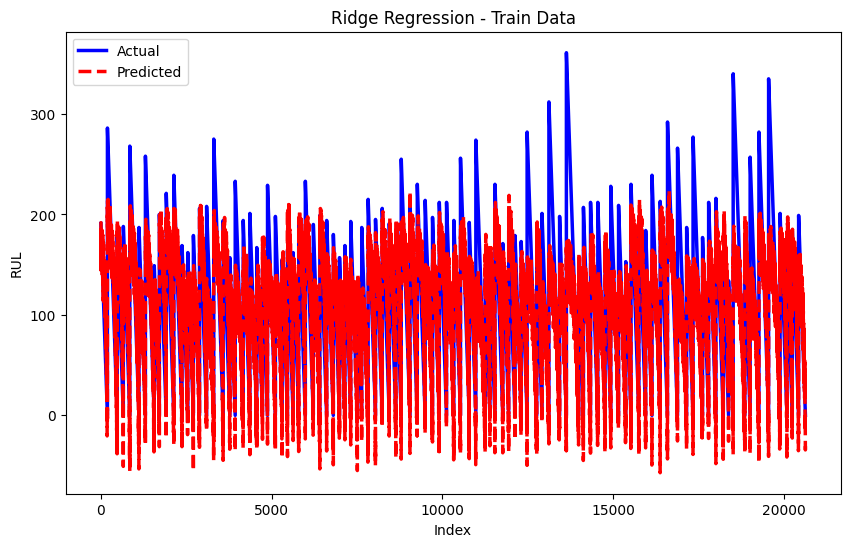 Ridge Regression - Train Data
Actual
Predicted
300
200
100
0
RUL
0
5000
10000
15000
20000
Index